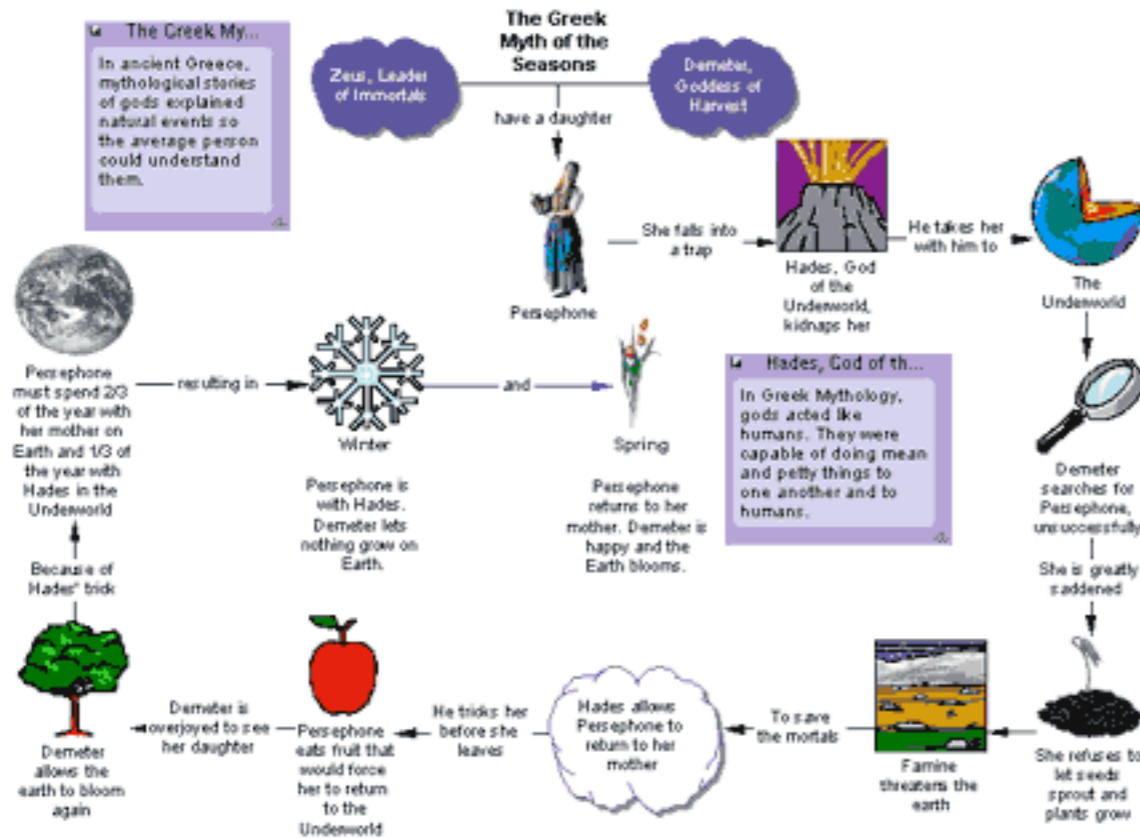 The Greek
Myth of the
Seasons
The Greek My...
In ancient Greece,
mythological stories
of gods explained
natural events so
the average person
could understand
them.
Zeus, Leader
of Immortals
Demeter,
Goddess of
Harvest
have a daughter
Persephone
She falls into
a trap
Hades, God
of the
Underworld,
kidnaps her
He takes her
with him to
The
Underworld
Demeter
searches for
Persephone,
unsuccessfully
She is greatly
saddened
She refuses to
let seeds
sprout and
plants grow
Famine
threatens the
earth
To save
the mortals
Hades allows
Persephone to
return to her
mother
He tricks her
before she
leaves
Persephone
eats fruit that
would force
her to return
to the
Underworld
Demeter is
overjoyed to see
her daughter
Demeter
allows the
earth to bloom
again
Because of
Hades' trick
Persephone
must spend 2/3
of the year with
her mother on
Earth and 1/3 of
the year with
Hades in the
Underworld
resulting in
Winter
Persephone is
with Hades.
Demeter lets
nothing grow on
Earth.
and
Spring
Persephone
returns to her
mother. Demeter is
happy and the
Earth blooms.
Hades, God of th...
In Greek Mythology,
gods acted like
humans. They were
capable of doing mean
and petty things to
one another and to
humans.